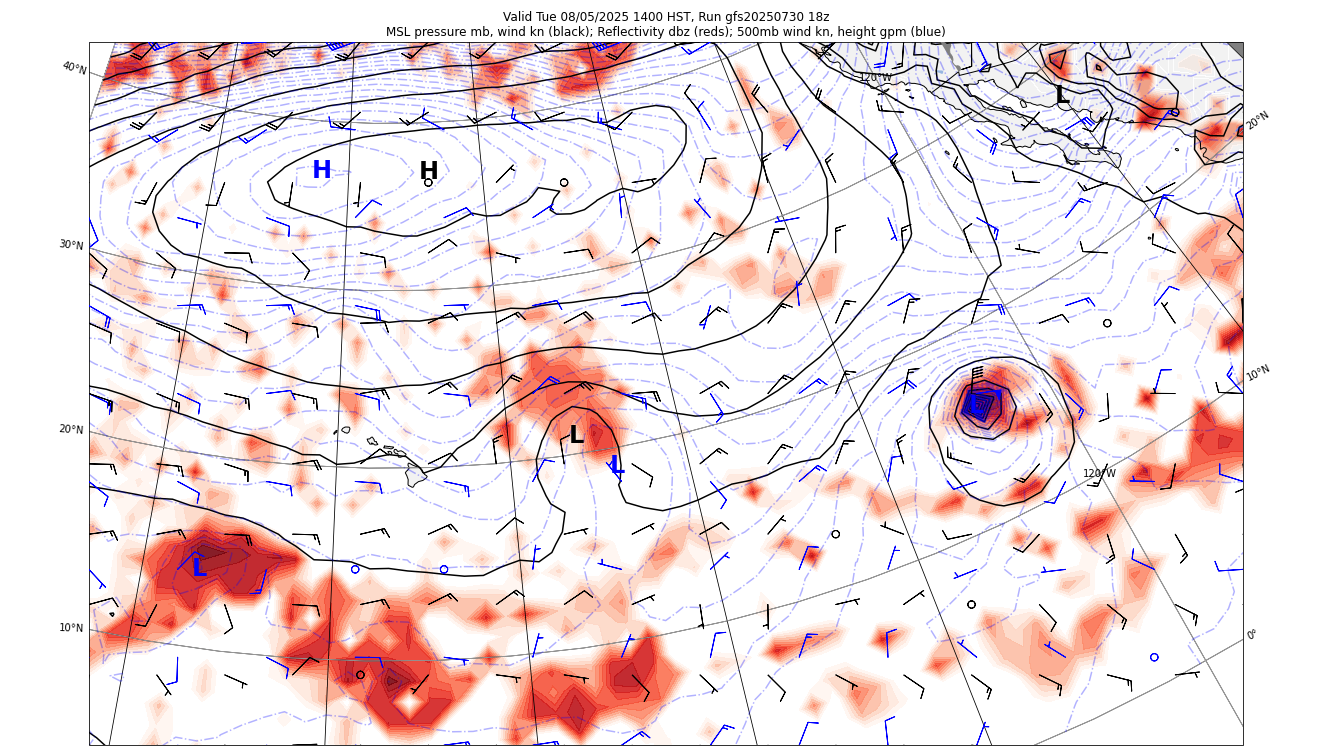 Valid Tue 08/05/2025 1400 HST, Run gfs20250730 18z
MSL pressure mb, wind kn (black); Reflectivity dbz (reds); 500mb wind kn, height gpm (blue)
40°N
120°W
L
20°N
H
H
30°N
10°N
L
20°N
L
L
120°W
L
10°N
0°